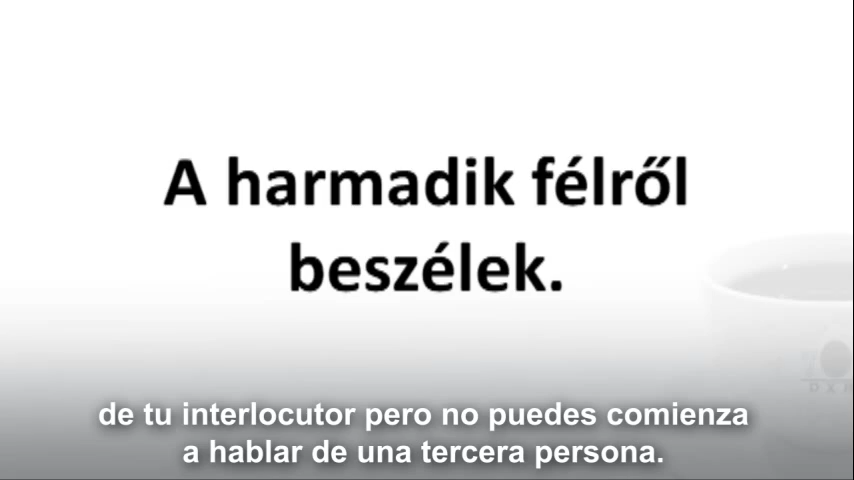 A harmadik félről
beszélek.
de tu interlocutor pero no puedes comienza
a hablar de una tercera persona.